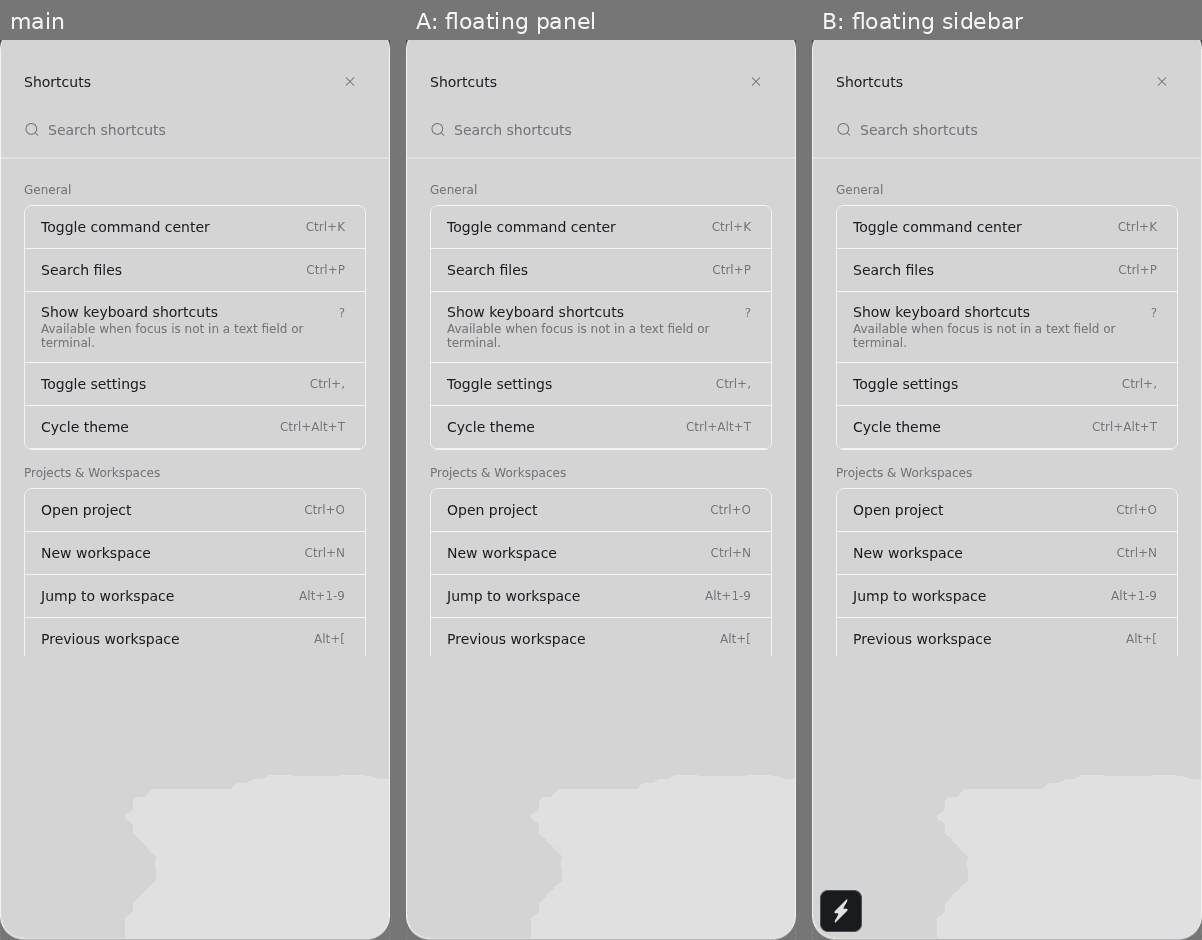 main
Shortcuts
Search shortcuts
General
Toggle command center Ctrl+K
Search files Ctrl+P
Show keyboard shortcuts ?
Available when focus is not in a text field or
terminal.
Toggle settings Ctrl+,
Cycle theme Ctrl+Alt+T
Projects & Workspaces
Open project Ctrl+O
New workspace Ctrl+N
Jump to workspace Alt+1-9
Previous workspace Alt+[
A: floating panel
Shortcuts
Search shortcuts
General
Toggle command center Ctrl+K
Search files Ctrl+P
Show keyboard shortcuts ?
Available when focus is not in a text field or
terminal.
Toggle settings Ctrl+,
Cycle theme Ctrl+Alt+T
Projects & Workspaces
Open project Ctrl+O
New workspace Ctrl+N
Jump to workspace Alt+1-9
Previous workspace Alt+[
B: floating sidebar
Shortcuts
Search shortcuts
General
Toggle command center Ctrl+K
Search files Ctrl+P
Show keyboard shortcuts ?
Available when focus is not in a text field or
terminal.
Toggle settings Ctrl+,
Cycle theme Ctrl+Alt+T
Projects & Workspaces
Open project Ctrl+O
New workspace Ctrl+N
Jump to workspace Alt+1-9
Previous workspace Alt+[